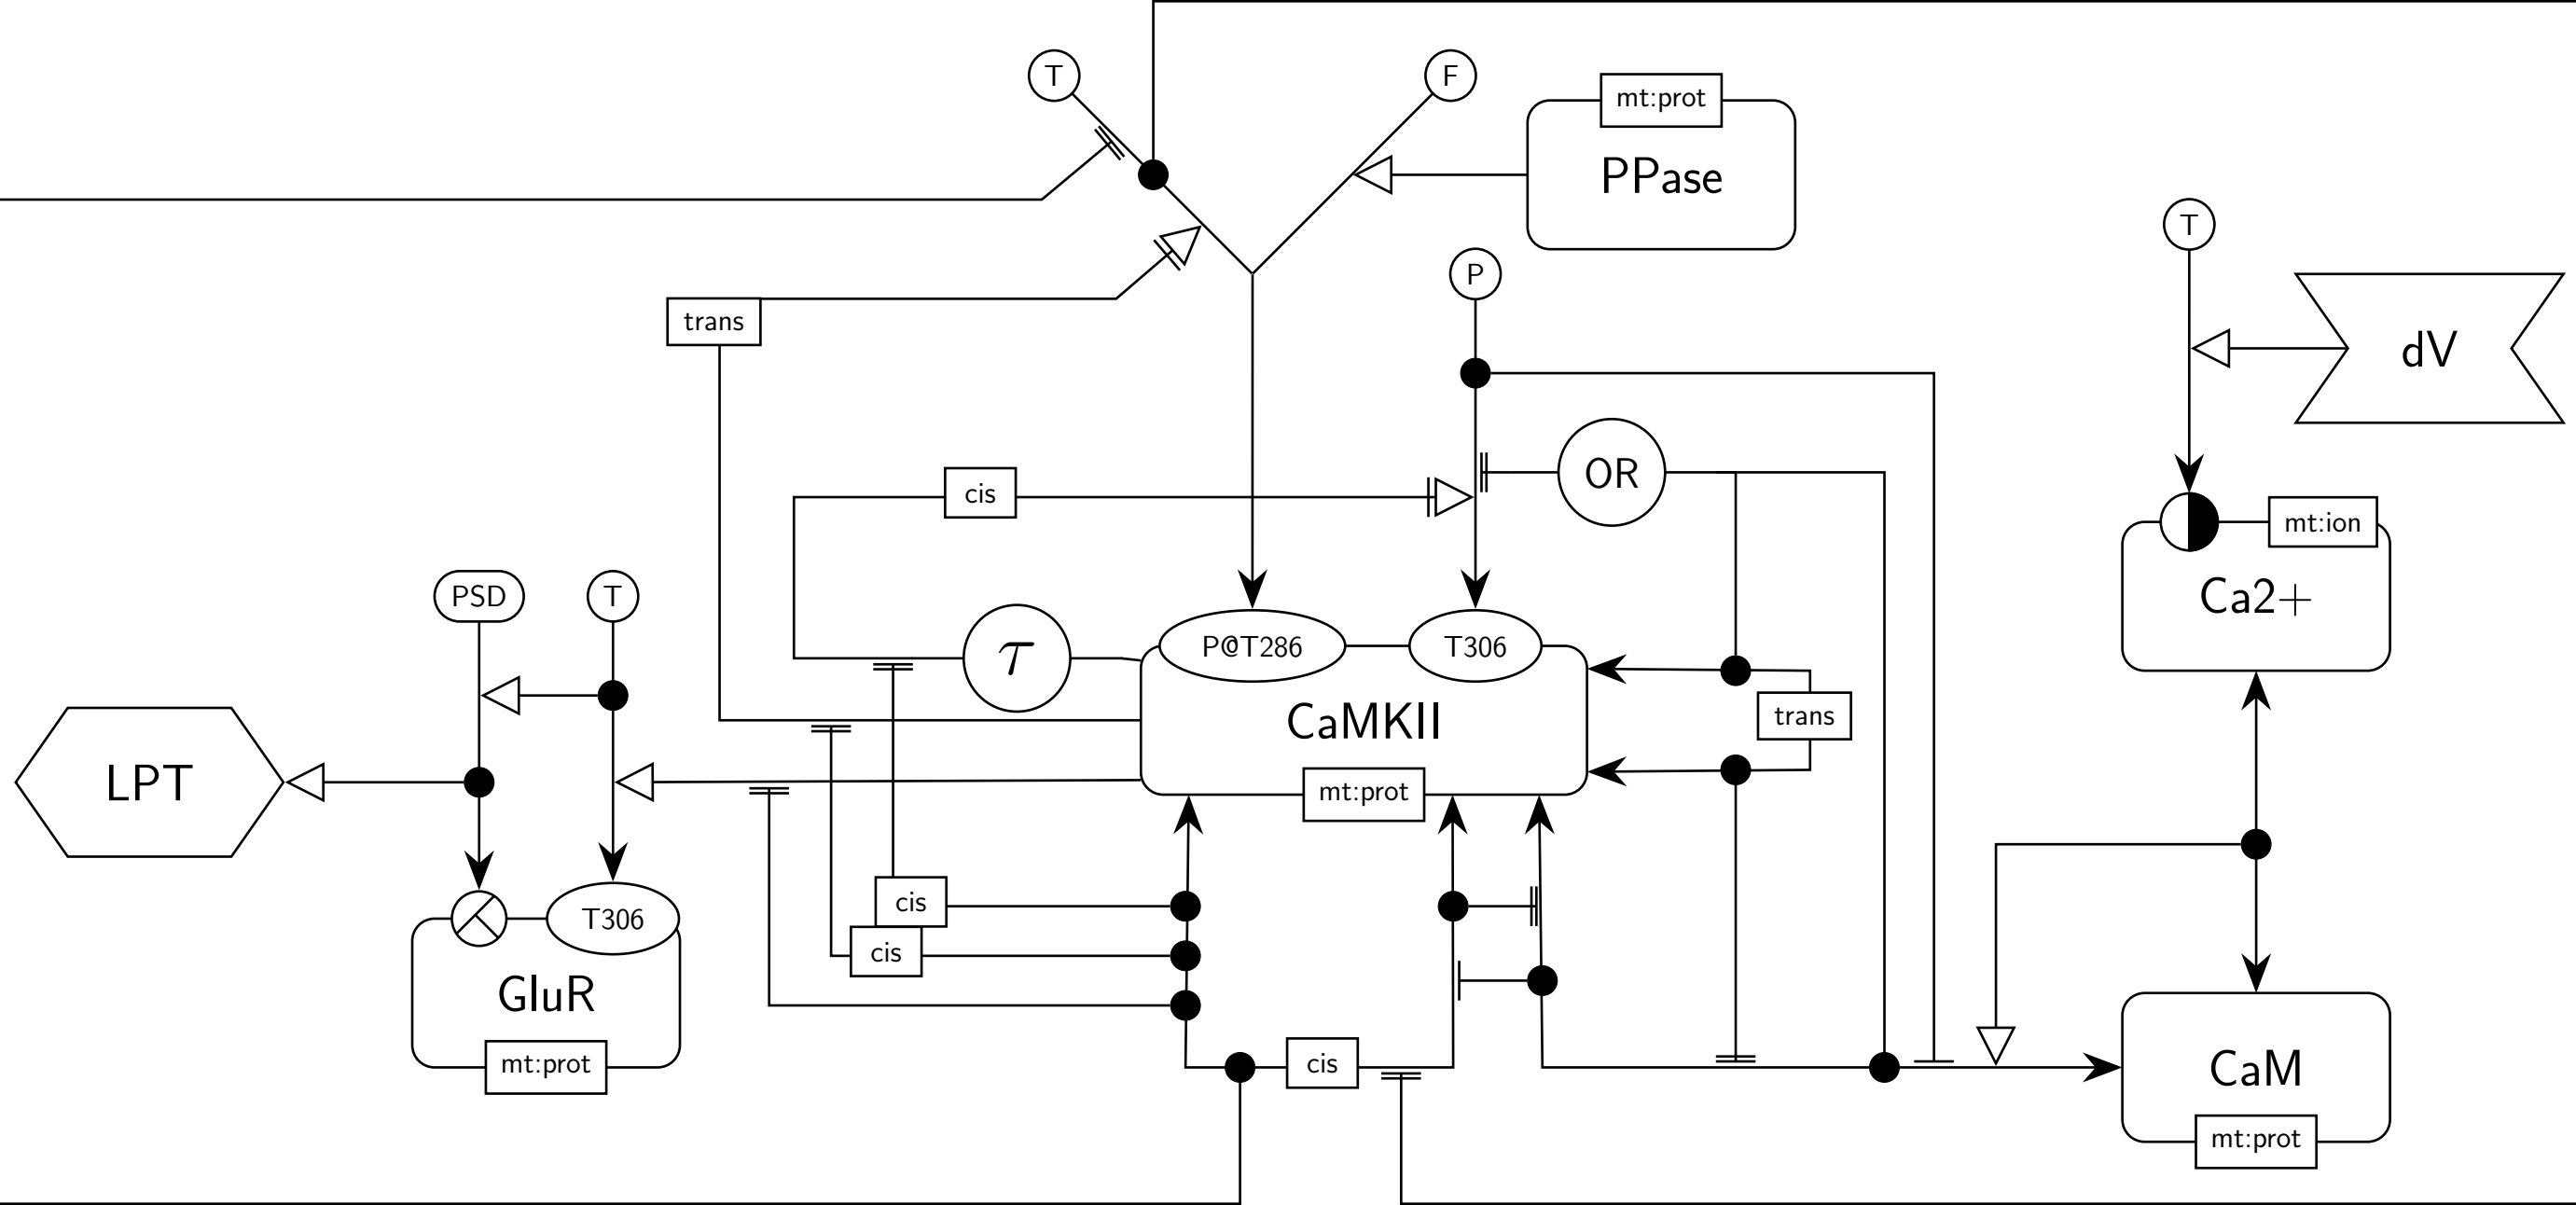 T
F
mt:prot
PPase
T
P
trans
dV
OR
cis
mt:ion
Ca2+
PSD
T
τ
P@T286
T306
CaMKII
trans
LPT
mt:prot
cis
T306
cis
GluR
mt:prot
cis
CaM
mt:prot